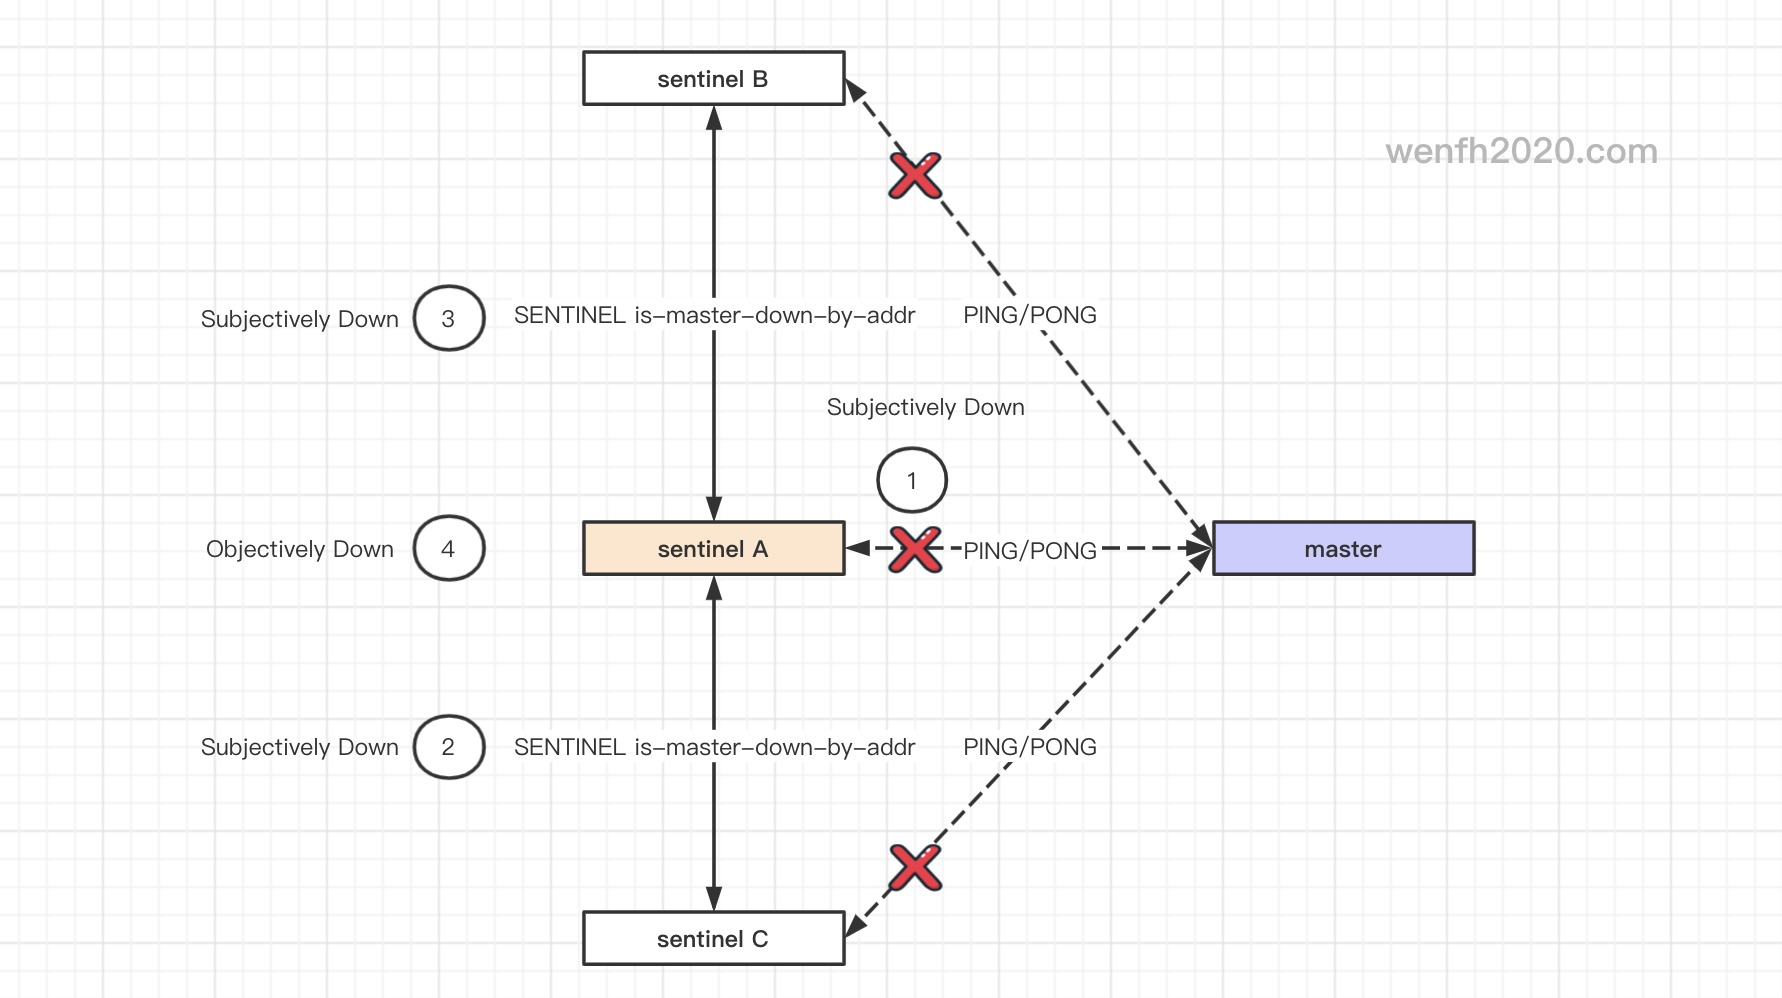 sentinel B
wenfh2020.com
Subjectively Down
3
SENTINEL is-master-down-by-addr
PING/PONG
Subjectively Down
1
Objectively Down
4
sentinel A
PING/PONG
master
Subjectively Down
2
SENTINEL is-master-down-by-addr
PING/PONG
sentinel C